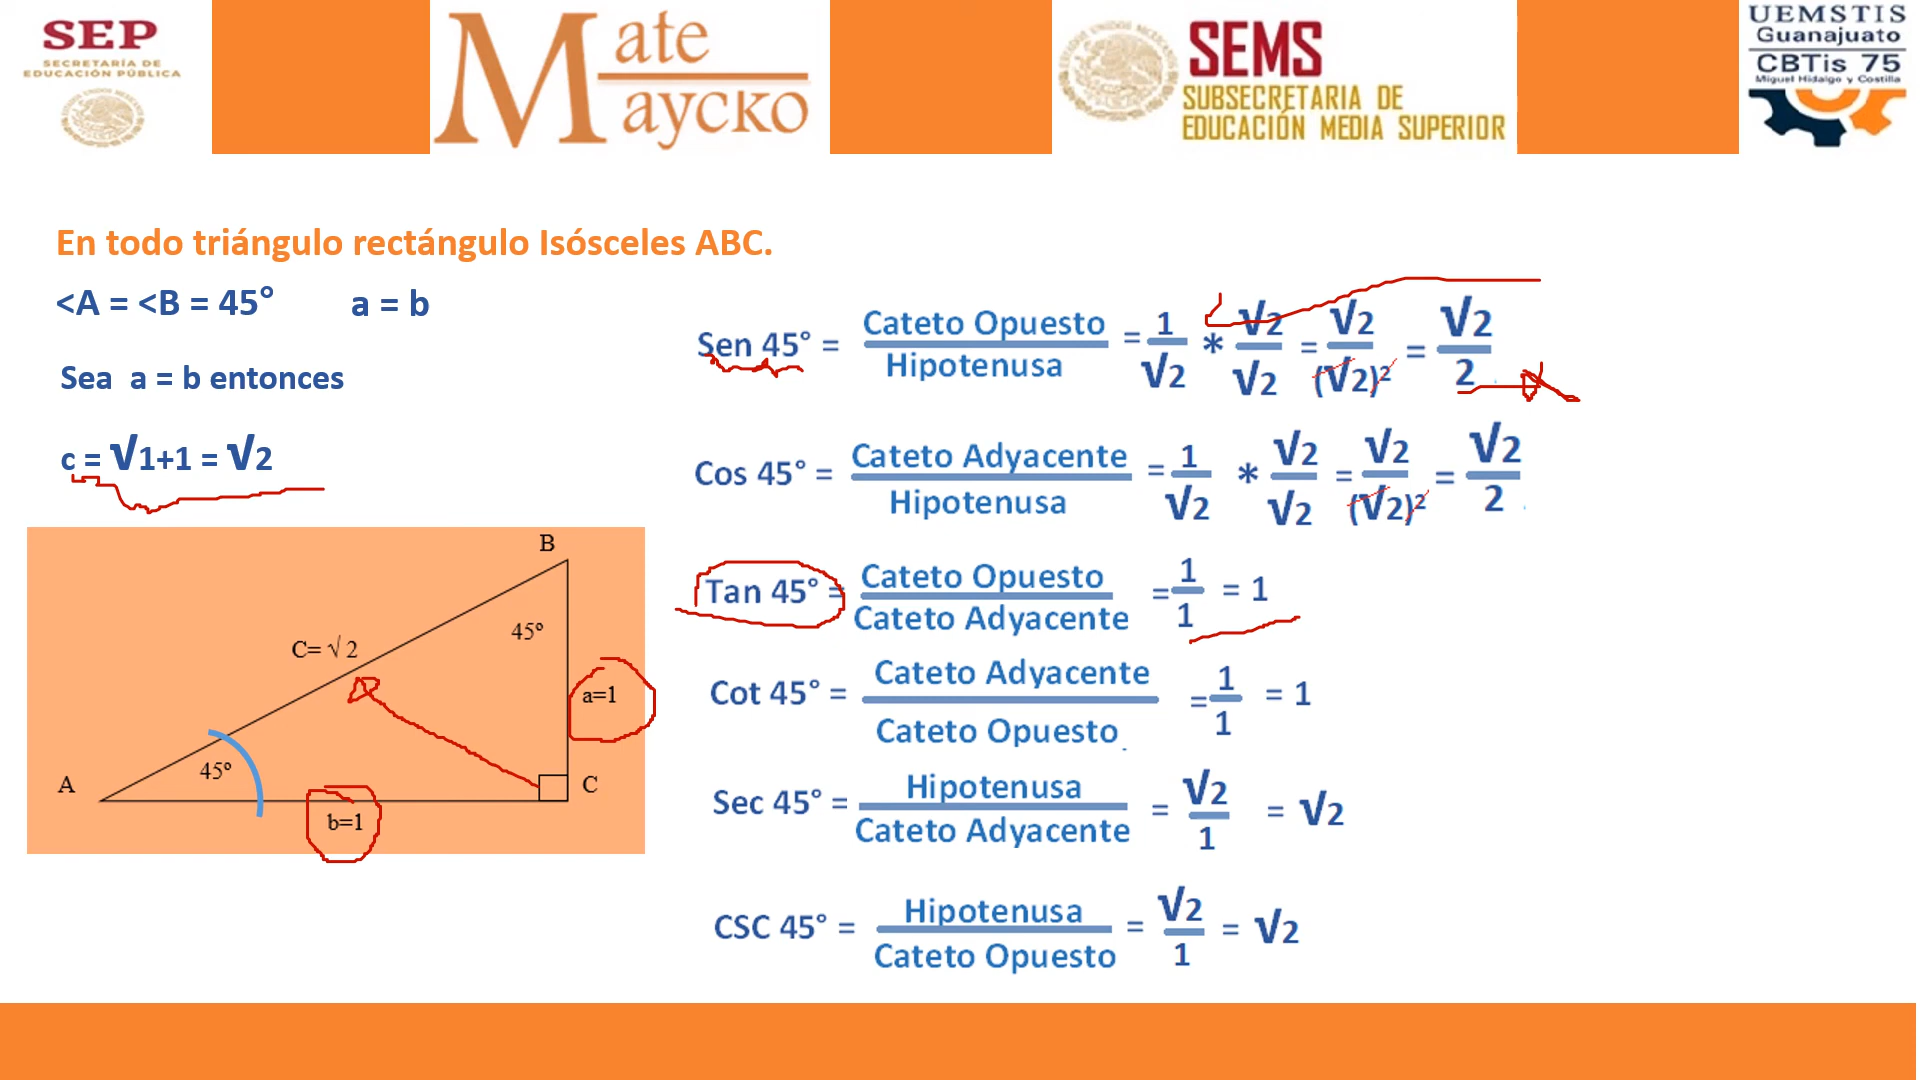 SEP
SECRETARÍA DE
EDUCACIÓN PÚBLICA
Mate
Maycko
SEMS
SUBSECRETARIA DE
EDUCACIÓN MEDIA SUPERIOR
UEMSTIS
Guanajuato
CBTis 75
Miguel Hidalgo y Costilla
En todo triángulo rectángulo Isósceles ABC.
<A = <B = 45° a = b
Sea a = b entonces
c = √1+1 = √2
B
45º
C= √ 2
a=1
A
45º
C
b=1
Sen 45° = Cateto Opuesto / Hipotenusa = 1/√2 * √2/√2 = √2/(√2)² = √2/2
Cos 45° = Cateto Adyacente / Hipotenusa = 1/√2 * √2/√2 = √2/(√2)² = √2/2
Tan 45° = Cateto Opuesto / Cateto Adyacente = 1/1 = 1
Cot 45° = Cateto Adyacente / Cateto Opuesto = 1/1 = 1
Sec 45° = Hipotenusa / Cateto Adyacente = √2/1 = √2
CSC 45° = Hipotenusa / Cateto Opuesto = √2/1 = √2